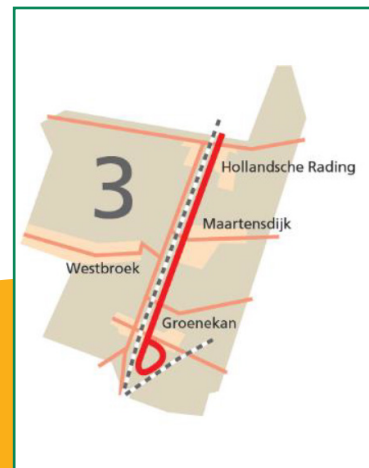 3
Hollandsche Rading
Maartensdijk
Westbroek
Groenekan